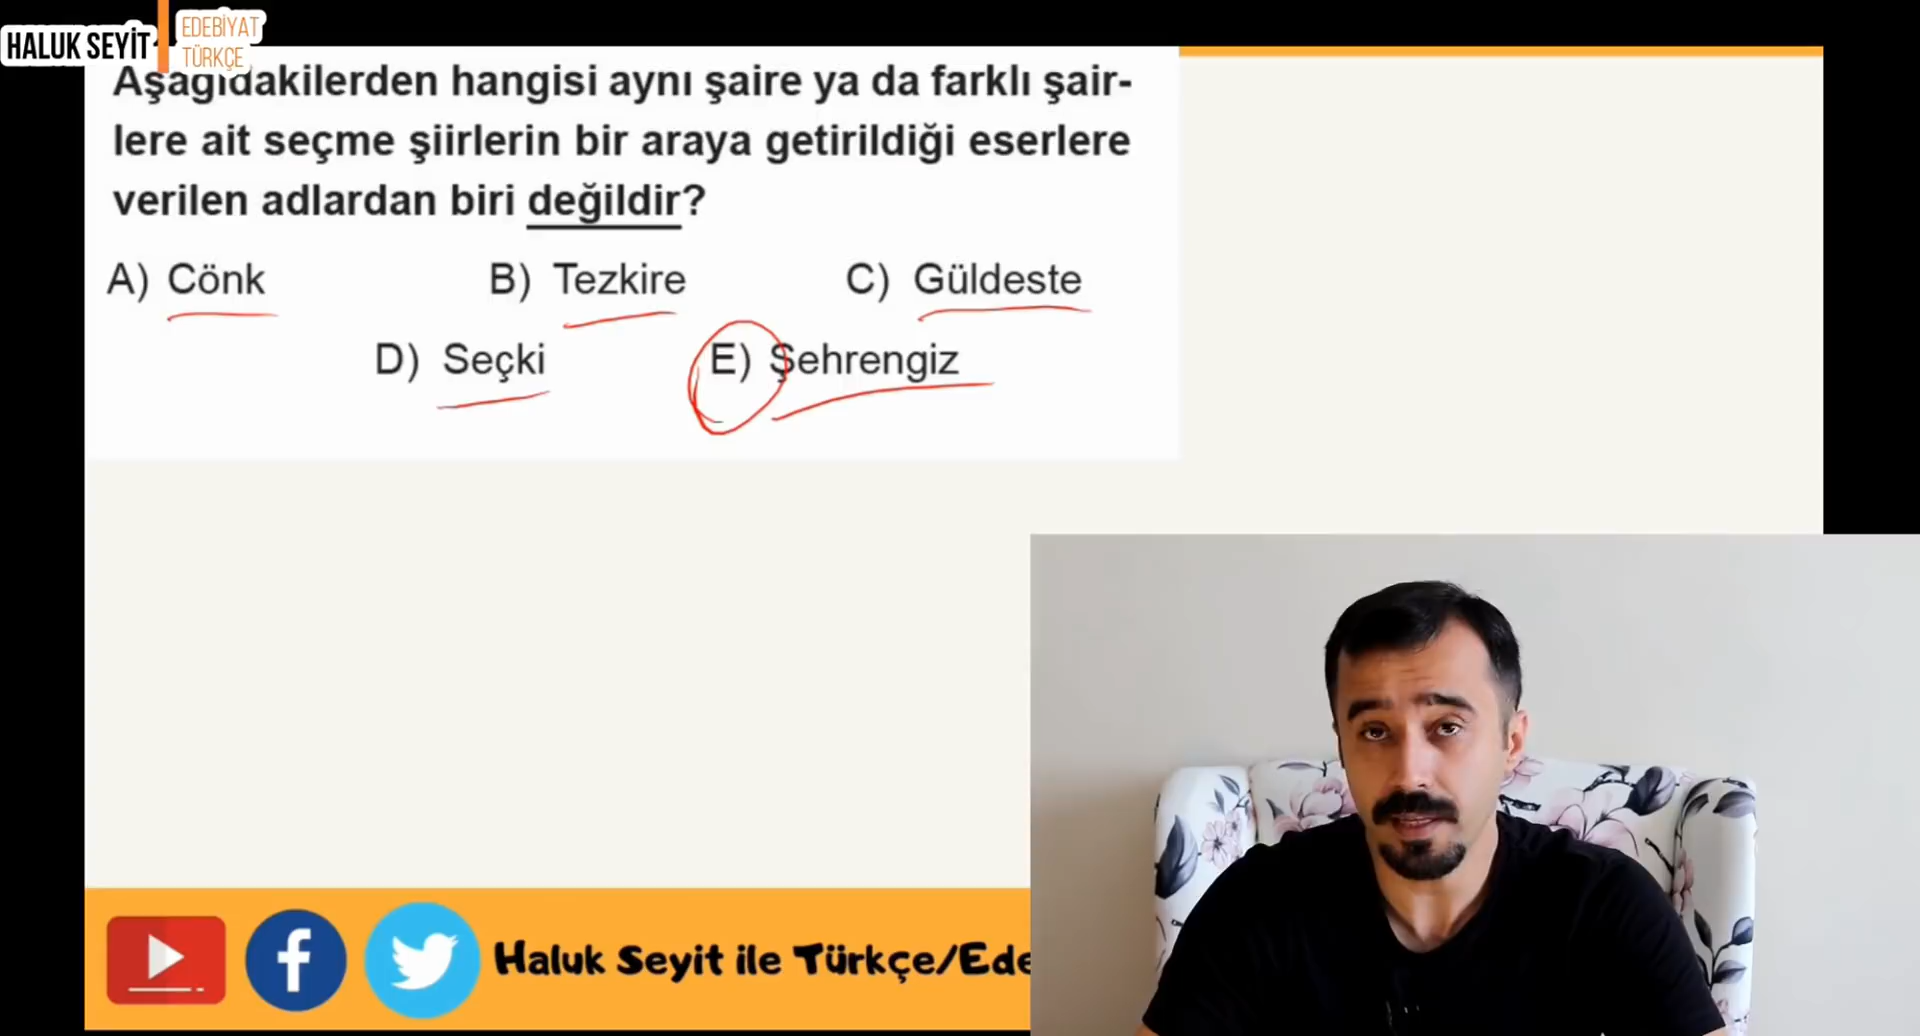 HALUK SEYİT
EDEBİYAT
TÜRKÇE
Aşağıdakilerden hangisi aynı şaire ya da farklı şair-
lere ait seçme şiirlerin bir araya getirildiği eserlere
verilen adlardan biri değildir?
A) Cönk B) Tezkire C) Güldeste
D) Seçki E) Şehrengiz
Haluk Seyit ile Türkçe/Ede